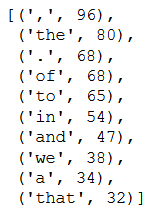 [(',', 96),
('the', 80),
('.', 68),
('of', 68),
('to', 65),
('in', 54),
('and', 47),
('we', 38),
('a', 34),
('that', 32)]